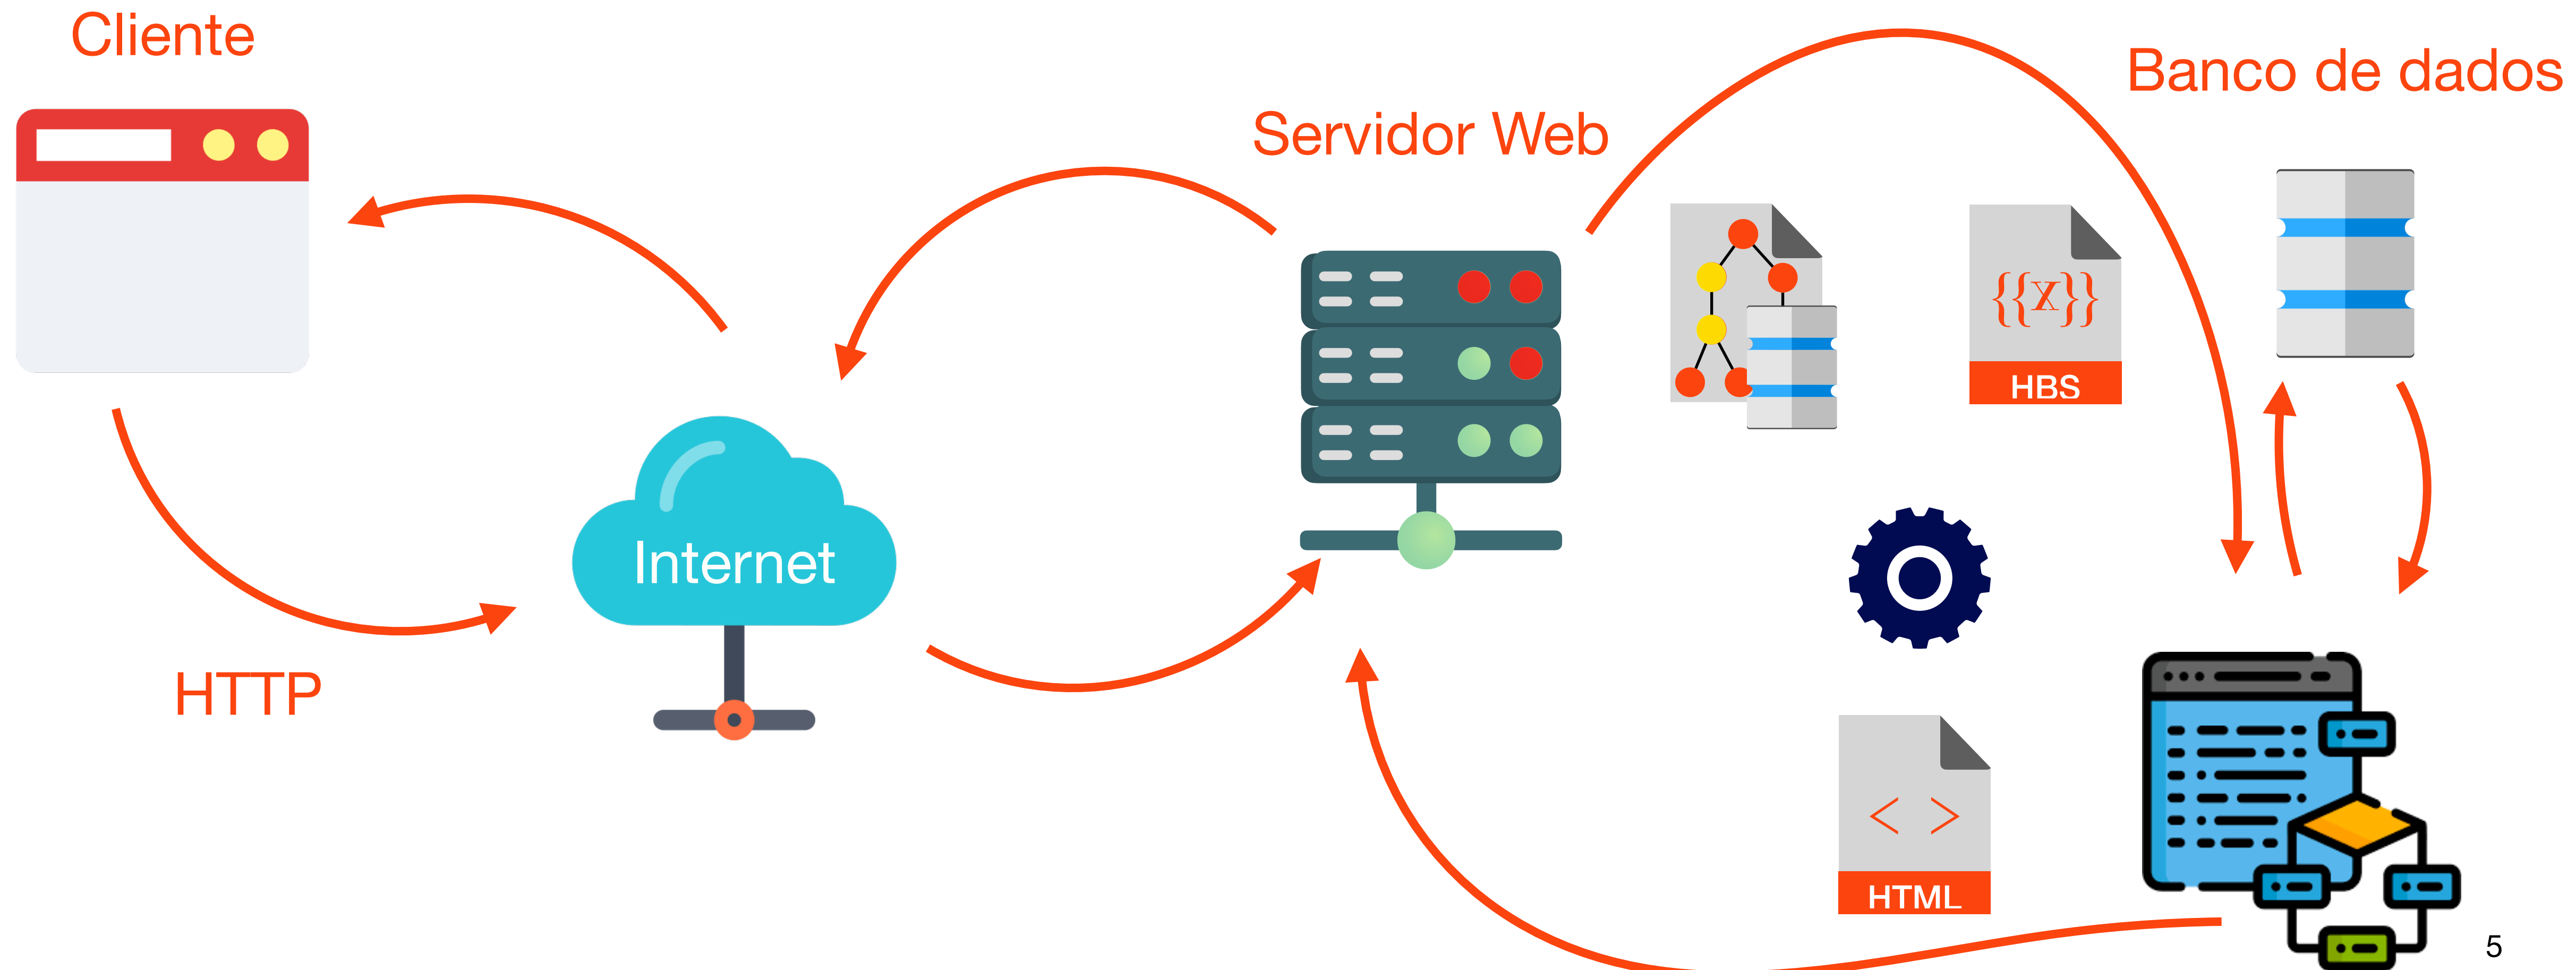 Cliente
Banco de dados
Servidor Web
{{X}}
HBS
Internet
HTTP
< >
HTML
5